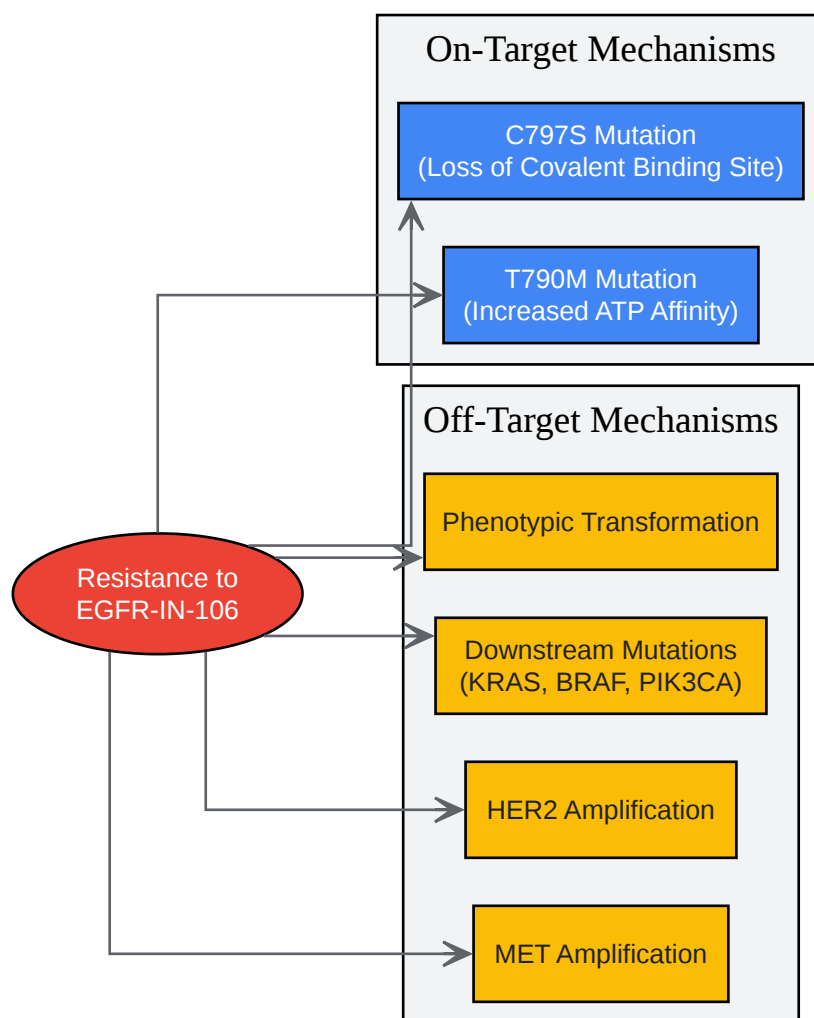 On-Target Mechanisms
C797S Mutation
(Loss of Covalent Binding Site)
T790M Mutation
(Increased ATP Affinity)
Off-Target Mechanisms
Phenotypic Transformation
Resistance to
EGFR-IN-106
Downstream Mutations
(KRAS, BRAF, PIK3CA)
HER2 Amplification
MET Amplification